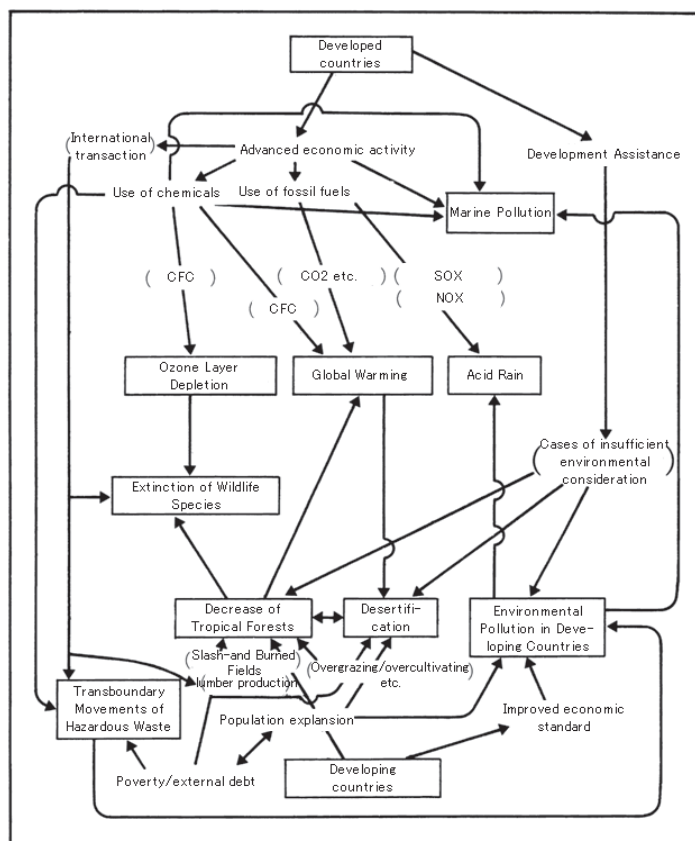 Developed
countries
(International
transaction)
Advanced economic activity
Development Assistance
Use of chemicals
Use of fossil fuels
Marine Pollution
(CFC)
(CO2 etc.)
(SOX)
(CFC)
(NOX)
Ozone Layer
Depletion
Global Warming
Acid Rain
(Cases of insufficient
environmental
consideration)
Extinction of Wildlife
Species
Decrease of
Tropical Forests
Desertifi-
cation
Environmental
Pollution in Deve-
loping Countries
(Slash-and Burned
Fields
lumber production)
(Overgrazing/overcultivating
etc.)
Transboundary
Movements of
Hazardous Waste
Population explansion
Improved economic
standard
Poverty/external debt
Developing
countries